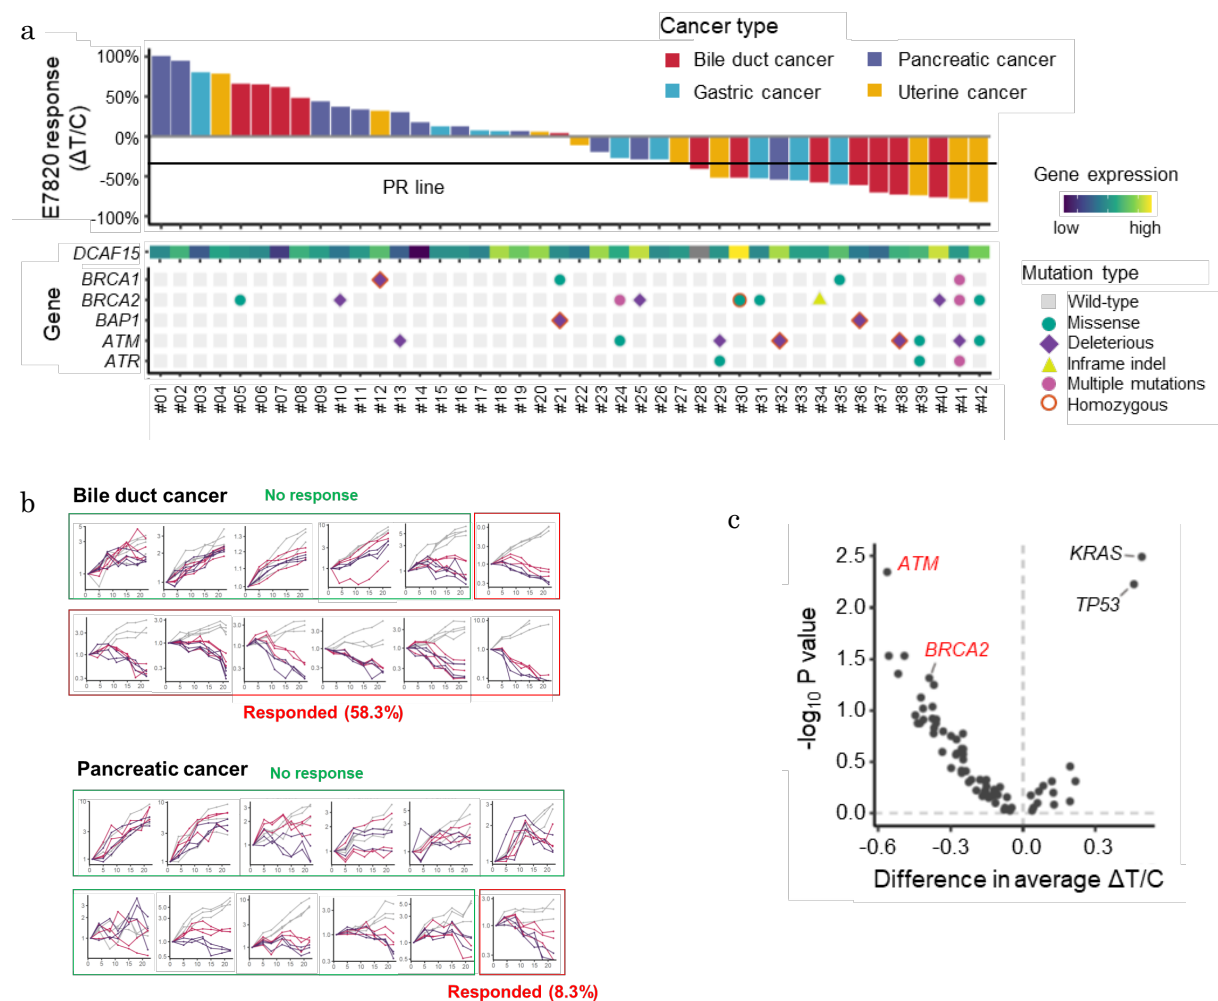 a
Cancer type
Bile duct cancer
Pancreatic cancer
Gastric cancer
Uterine cancer
E7820 response
(ΔT/C)
100%
50%
0%
-50%
-100%
PR line
Gene expression
low high
DCAF15
Gene
BRCA1
BRCA2
BAP1
ATM
ATR
#01 #02 #03 #04 #05 #06 #07 #08 #09 #10 #11 #12 #13 #14 #15 #16 #17 #18 #19 #20 #21 #22 #23 #24 #25 #26 #27 #28 #29 #30 #31 #32 #33 #34 #35 #36 #37 #38 #39 #40 #41 #42
Mutation type
Wild-type
Missense
Deleterious
Inframe indel
Multiple mutations
Homozygous
b
Bile duct cancer
No response
Responded (58.3%)
Pancreatic cancer
No response
Responded (8.3%)
c
-log10 P value
2.5
2.0
1.5
1.0
0.5
0.0
ATM
BRCA2
KRAS
TP53
-0.6 -0.3 0.0 0.3
Difference in average ΔT/C